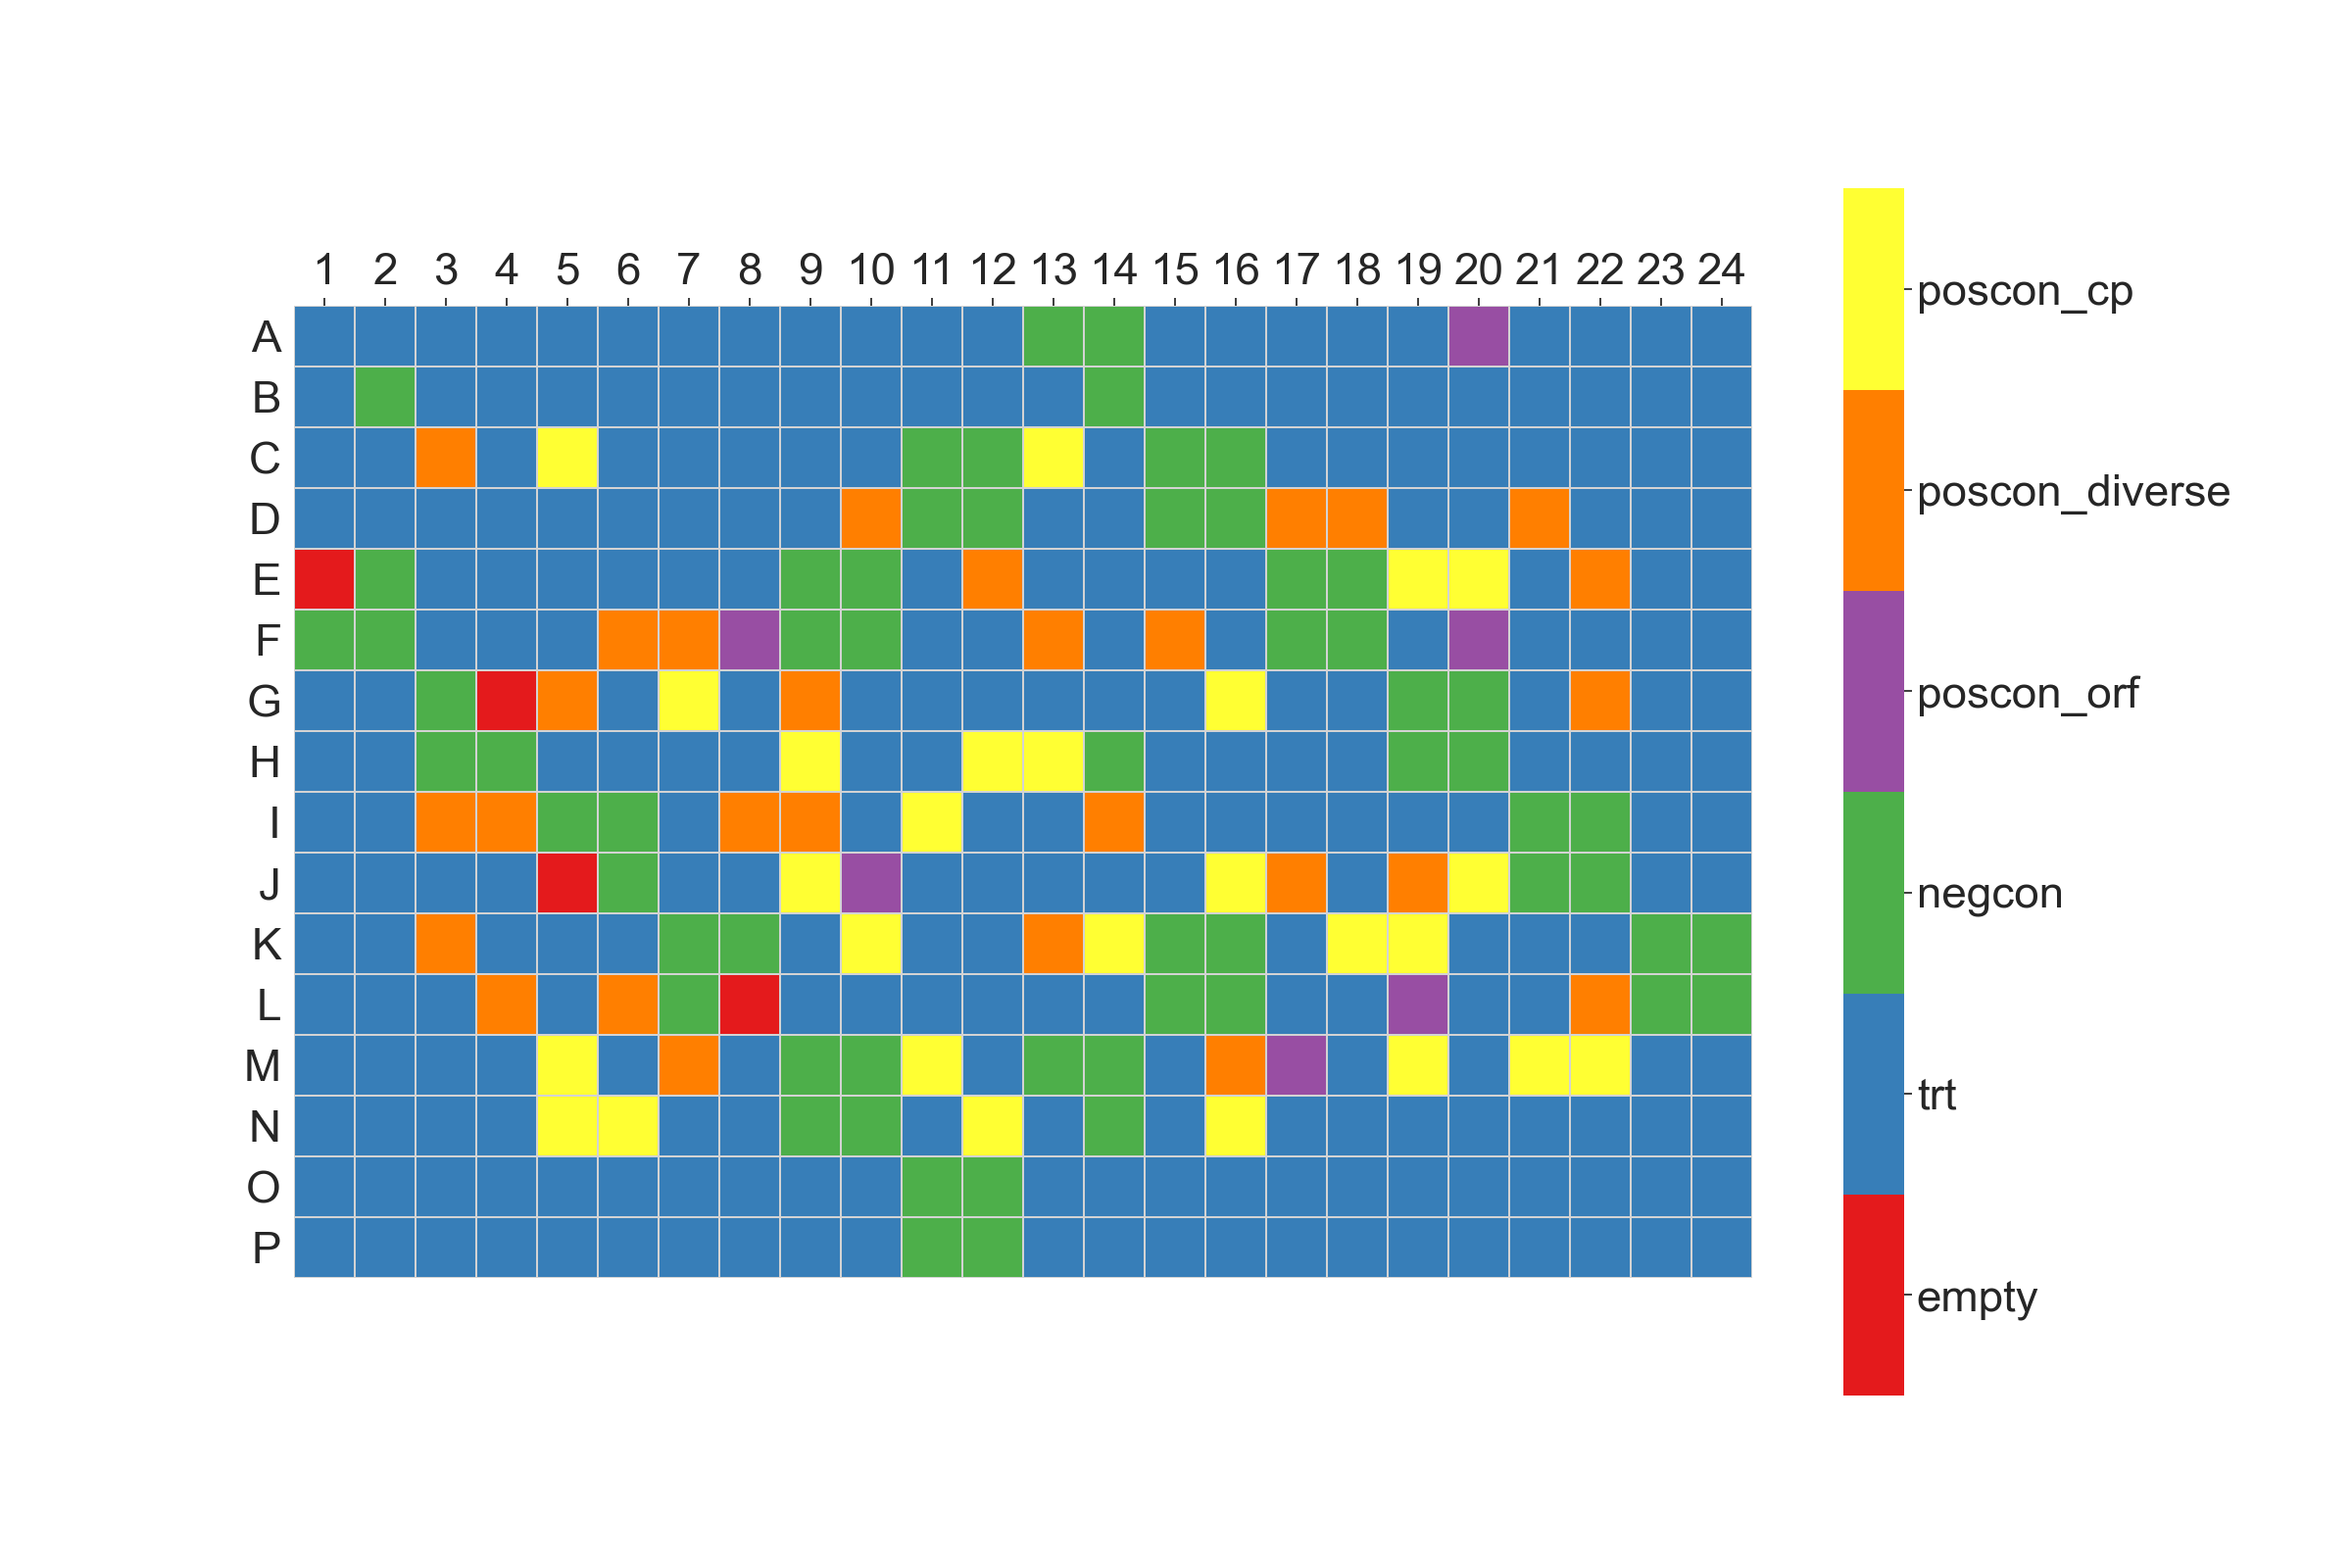 1 2 3 4 5 6 7 8 9 10 11 12 13 14 15 16 17 18 19 20 21 22 23 24
A
B
C
D
E
F
G
H
I
J
K
L
M
N
O
P
poscon_cp
poscon_diverse
poscon_orf
negcon
trt
empty